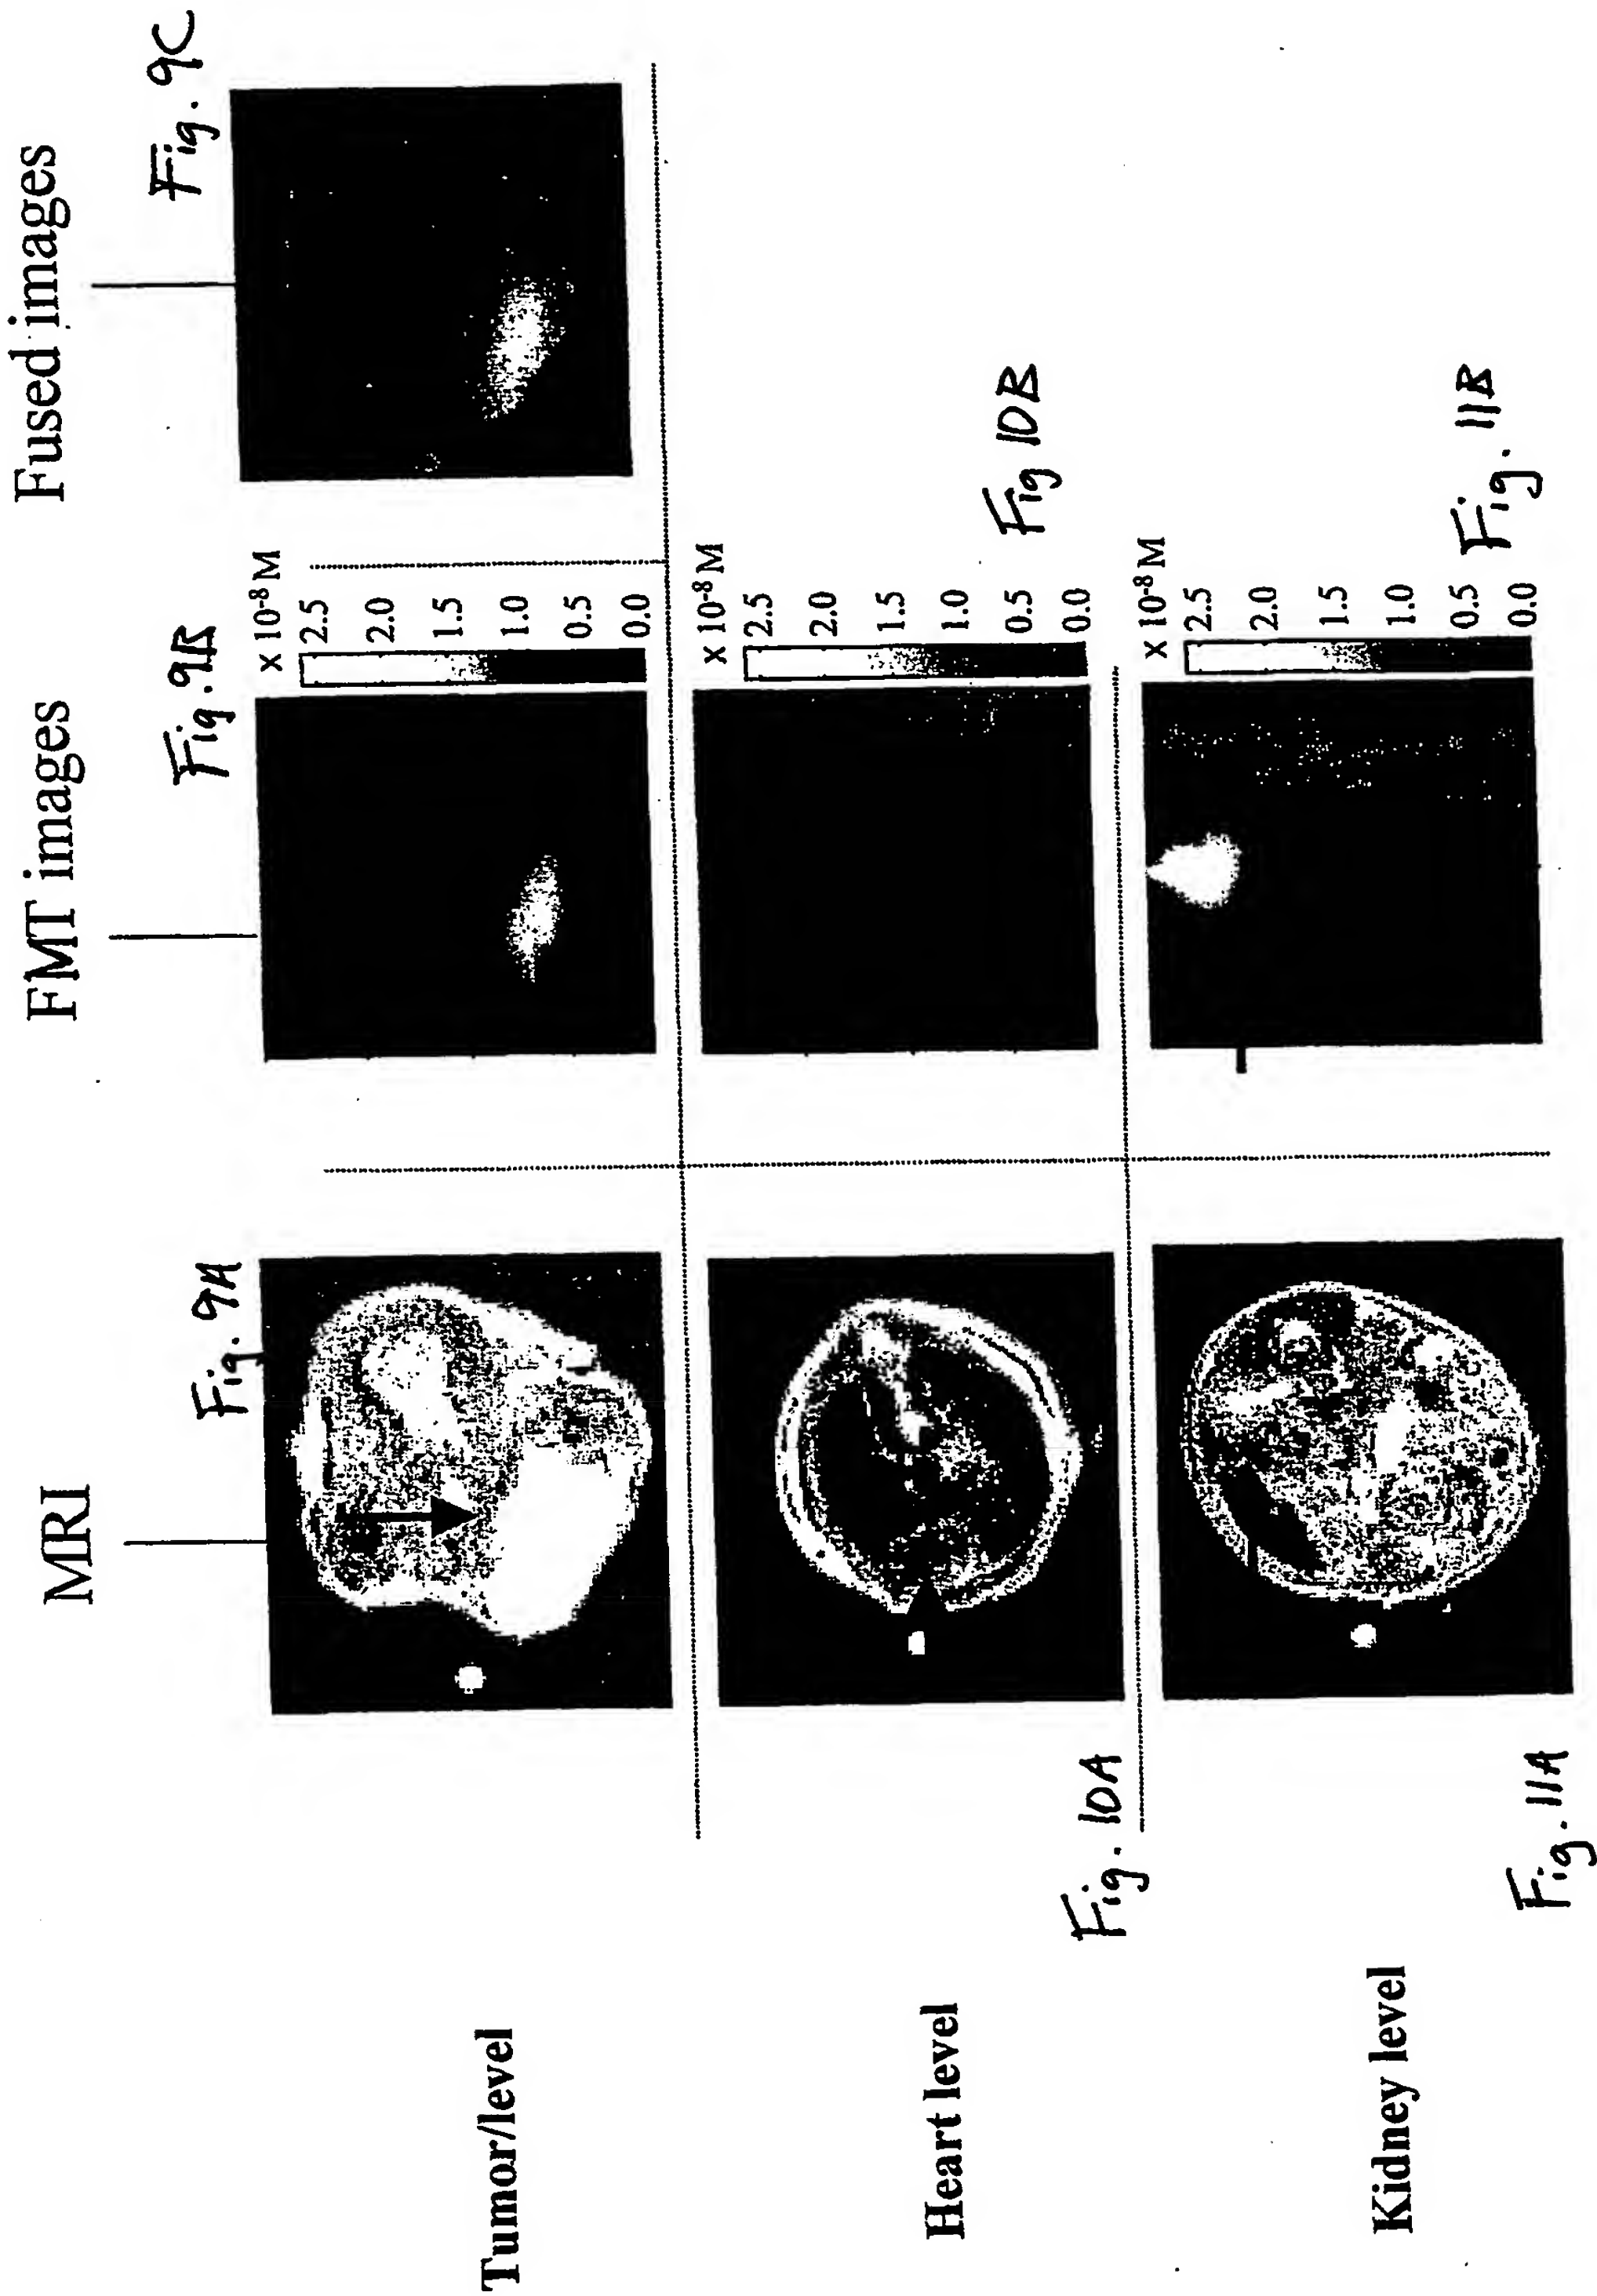 MRI
FMT images
Fused images
Fig. 9A
Fig. 9B
Fig. 9C
Tumor/level
x 10-8 M
2.5
2.0
1.5
1.0
0.5
0.0
Heart level
Fig. 10A
x 10-8 M
2.5
2.0
1.5
1.0
0.5
0.0
Fig 10B
Kidney level
Fig. 11A
x 10-8 M
2.5
2.0
1.5
1.0
0.5
0.0
Fig. 11B